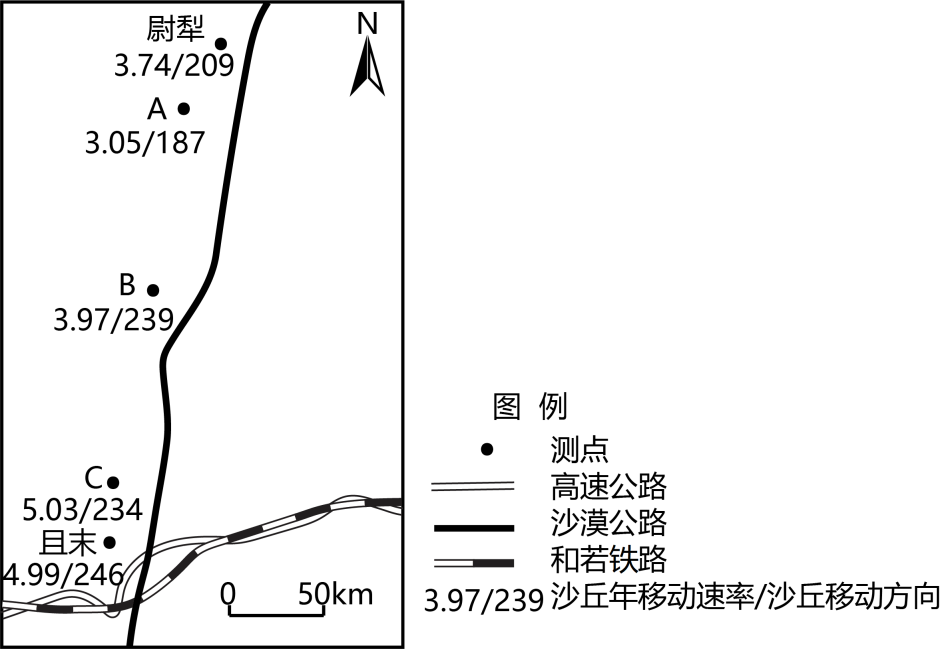 尉犁
3.74/209
N
A
3.05/187
B
3.97/239
C
5.03/234
且末
4.99/246
0 50km
图 例
测点
高速公路
沙漠公路
和若铁路
3.97/239 沙丘年移动速率/沙丘移动方向